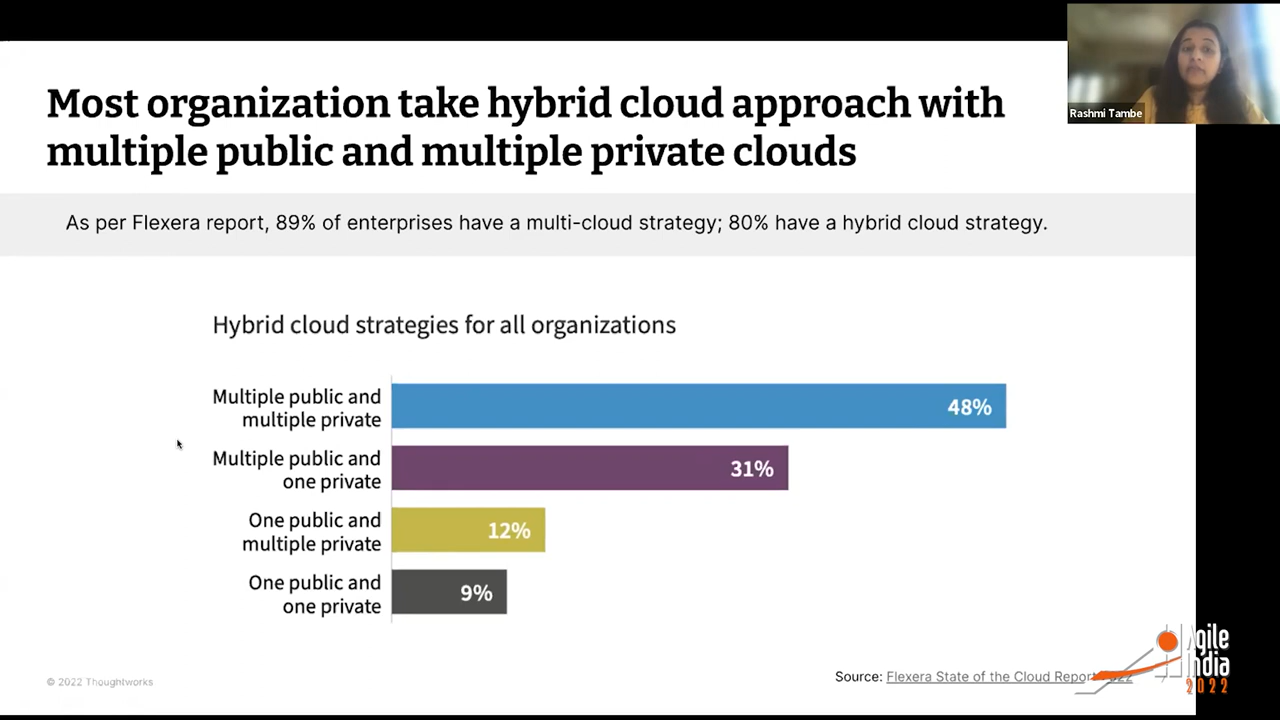 Rashmi Tambe
Most organization take hybrid cloud approach with
multiple public and multiple private clouds
As per Flexera report, 89% of enterprises have a multi-cloud strategy; 80% have a hybrid cloud strategy.
Hybrid cloud strategies for all organizations
Multiple public and
multiple private
48%
Multiple public and
one private
31%
One public and
multiple private
12%
One public and
one private
9%
© 2022 Thoughtworks
Source: Flexera State of the Cloud Report
Agile
India
2022